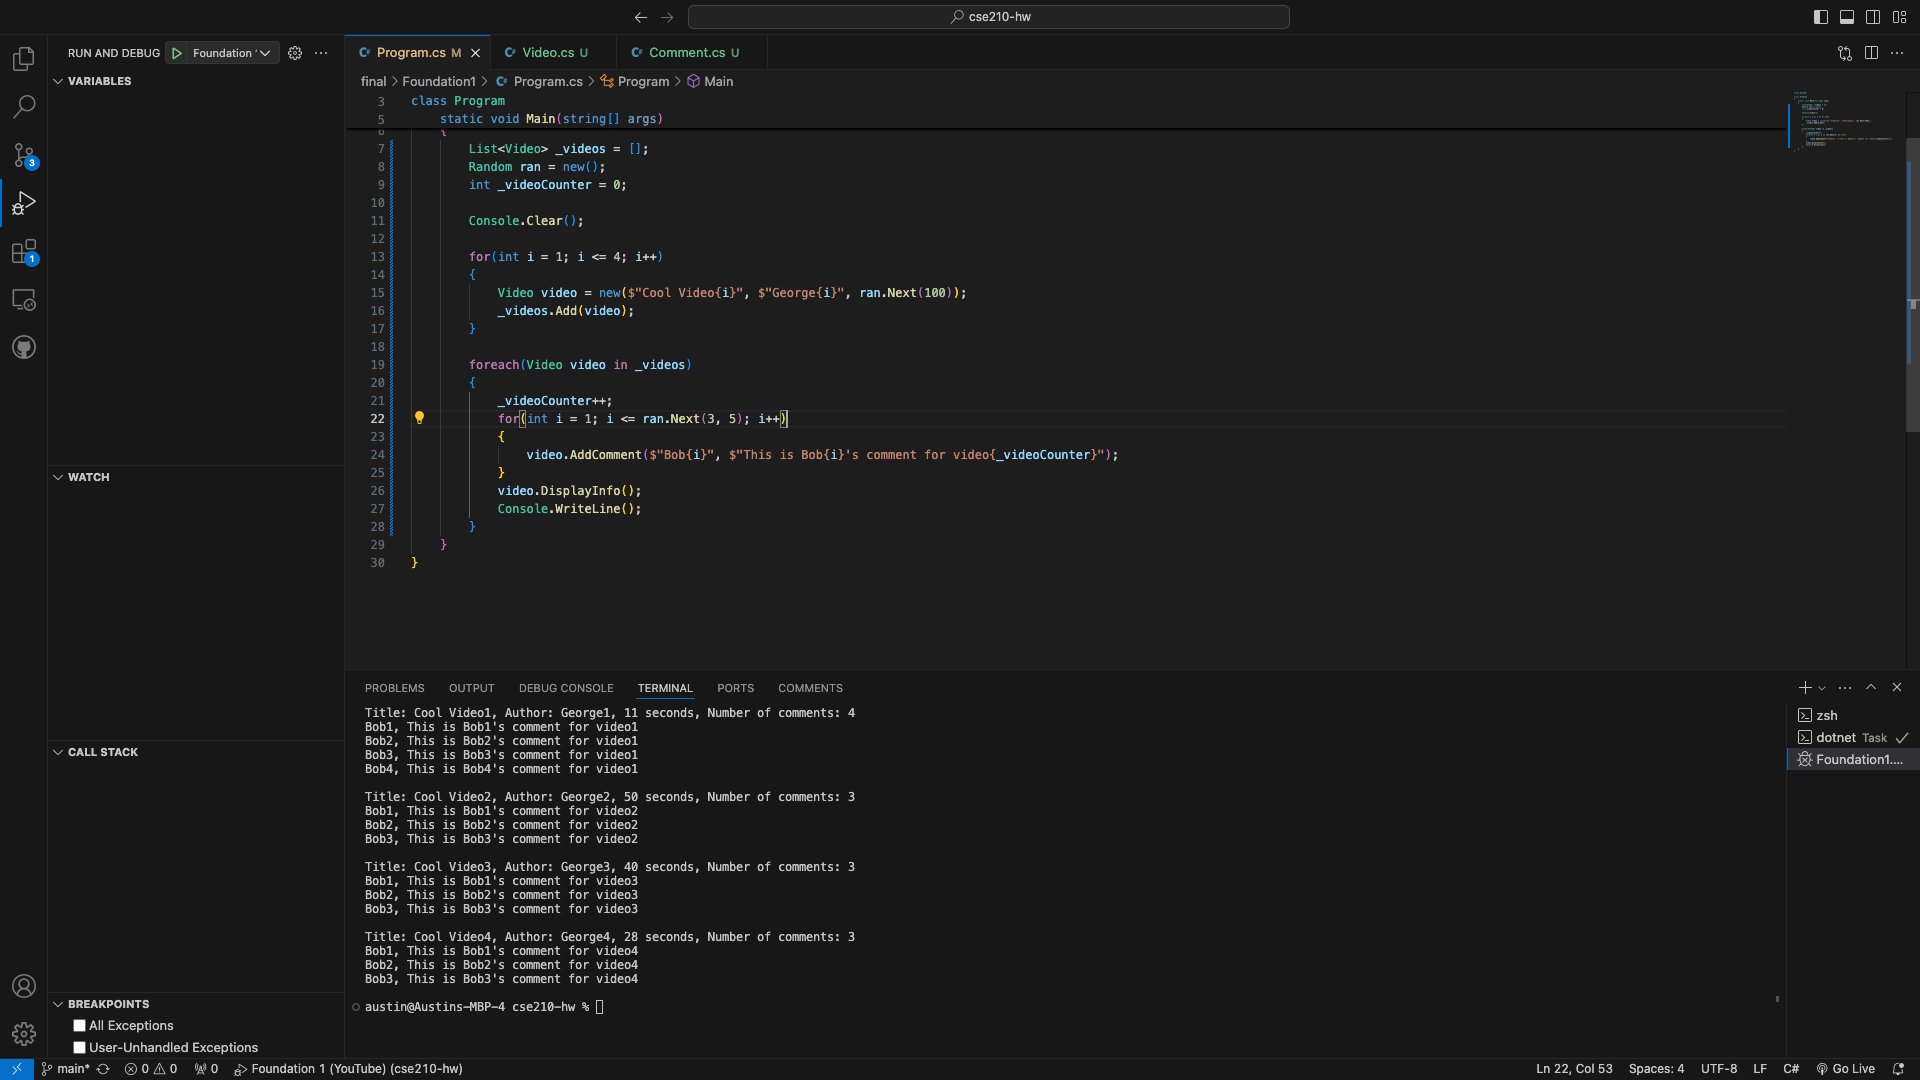 cse210-hw
RUN AND DEBUG
Foundation
Program.cs M
Video.cs U
Comment.cs U
VARIABLES
final > Foundation1 > Program.cs > Program > Main
3 class Program
5 static void Main(string[] args)
6 {
7 List<Video> _videos = [];
8 Random ran = new();
9 int _videoCounter = 0;
10
11 Console.Clear();
12
13 for(int i = 1; i <= 4; i++)
14 {
15 Video video = new($"Cool Video{i}", $"George{i}", ran.Next(100));
16 _videos.Add(video);
17 }
18
19 foreach(Video video in _videos)
20 {
21 _videoCounter++;
22 for(int i = 1; i <= ran.Next(3, 5); i++)
23 {
24 video.AddComment($"Bob{i}", $"This is Bob{i}'s comment for video{_videoCounter}");
25 }
26 video.DisplayInfo();
27 Console.WriteLine();
28 }
29 }
30 }
3
1
WATCH
CALL STACK
BREAKPOINTS
All Exceptions
User-Unhandled Exceptions
PROBLEMS OUTPUT DEBUG CONSOLE TERMINAL PORTS COMMENTS
Title: Cool Video1, Author: George1, 11 seconds, Number of comments: 4
Bob1, This is Bob1's comment for video1
Bob2, This is Bob2's comment for video1
Bob3, This is Bob3's comment for video1
Bob4, This is Bob4's comment for video1
Title: Cool Video2, Author: George2, 50 seconds, Number of comments: 3
Bob1, This is Bob1's comment for video2
Bob2, This is Bob2's comment for video2
Bob3, This is Bob3's comment for video2
Title: Cool Video3, Author: George3, 40 seconds, Number of comments: 3
Bob1, This is Bob1's comment for video3
Bob2, This is Bob2's comment for video3
Bob3, This is Bob3's comment for video3
Title: Cool Video4, Author: George4, 28 seconds, Number of comments: 3
Bob1, This is Bob1's comment for video4
Bob2, This is Bob2's comment for video4
Bob3, This is Bob3's comment for video4
austin@Austins-MBP-4 cse210-hw %
zsh
dotnet Task
Foundation1....
main* 0 0 0 Foundation 1 (YouTube) (cse210-hw)
Ln 22, Col 53 Spaces: 4 UTF-8 LF C# Go Live